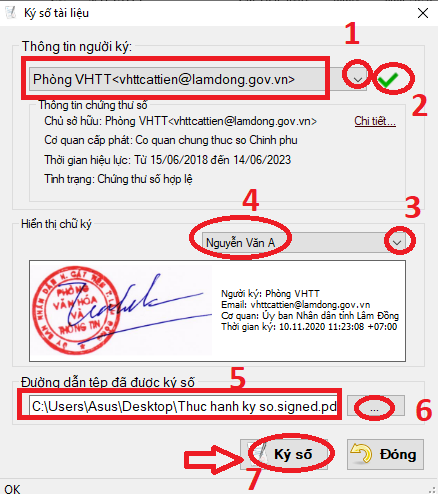 Ký số tài liệu
Thông tin người ký:
1
Phòng VHTT<vhttcattien@lamdong.gov.vn>
2
Thông tin chứng thư số
Chủ sở hữu: Phòng VHTT<vhttcattien@lamdong.gov.vn>
Chi tiết...
Cơ quan cấp phát: Co quan chung thuc so Chinh phu
Thời gian hiệu lực: Từ 15/06/2018 đến 14/06/2023
Tình trạng: Chứng thư số hợp lệ
4
3
Hiển thị chữ ký
Nguyễn Văn A
PHÒNG
VĂN HÓA
VÀ
THÔNG TIN
Người ký: Phòng VHTT
Email: vhttcattien@lamdong.gov.vn
Cơ quan: Ủy ban Nhân dân tỉnh Lâm Đồng
Thời gian ký: 10.11.2020 11:23:08 +07:00
Đường dẫn tệp đã được ký số
5
C:\Users\Asus\Desktop\Thuc hanh ky so.signed.pd
...
6
Ký số
Đóng
7
OK